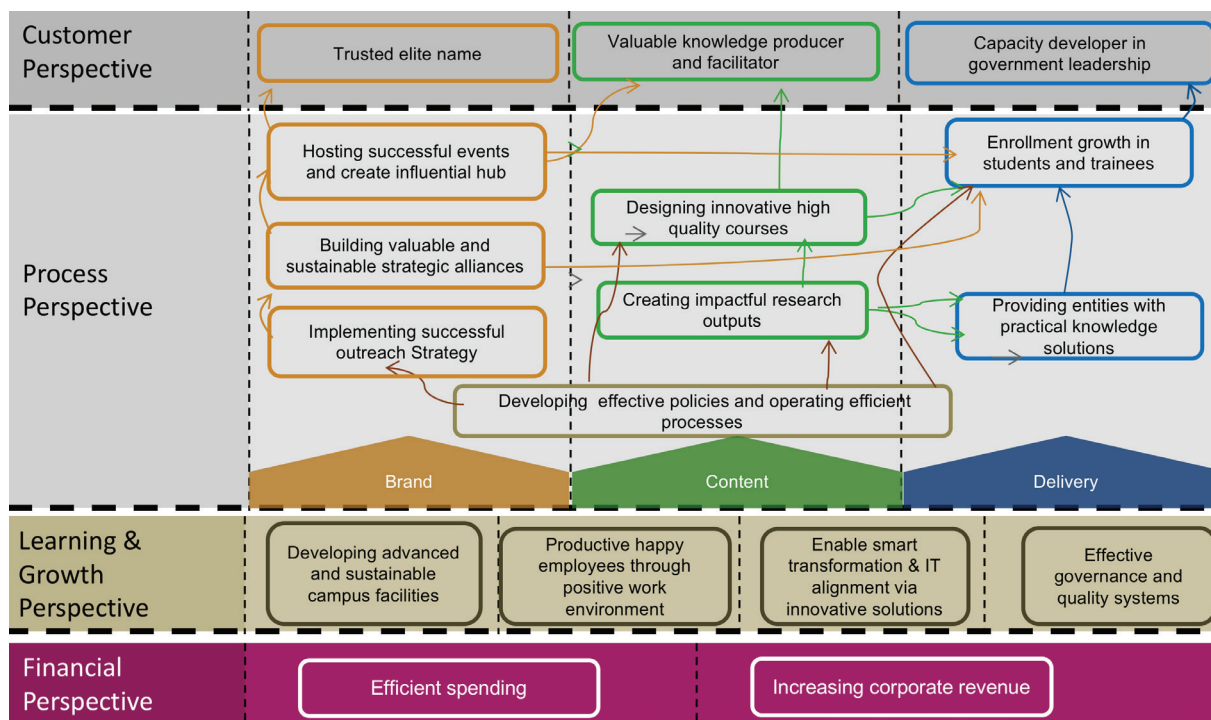 Customer
Perspective
Trusted elite name
Valuable knowledge producer
and facilitator
Capacity developer in
government leadership
Process
Perspective
Hosting successful events
and create influential hub
Enrollment growth in
students and trainees
Designing innovative high
quality courses
Building valuable and
sustainable strategic alliances
Creating impactful research
outputs
Providing entities with
practical knowledge
solutions
Implementing successful
outreach Strategy
Developing effective policies and operating efficient
processes
Brand
Content
Delivery
Learning &
Growth
Perspective
Developing advanced
and sustainable
campus facilities
Productive happy
employees through
positive work
environment
Enable smart
transformation & IT
alignment via
innovative solutions
Effective
governance and
quality systems
Financial
Perspective
Efficient spending
Increasing corporate revenue